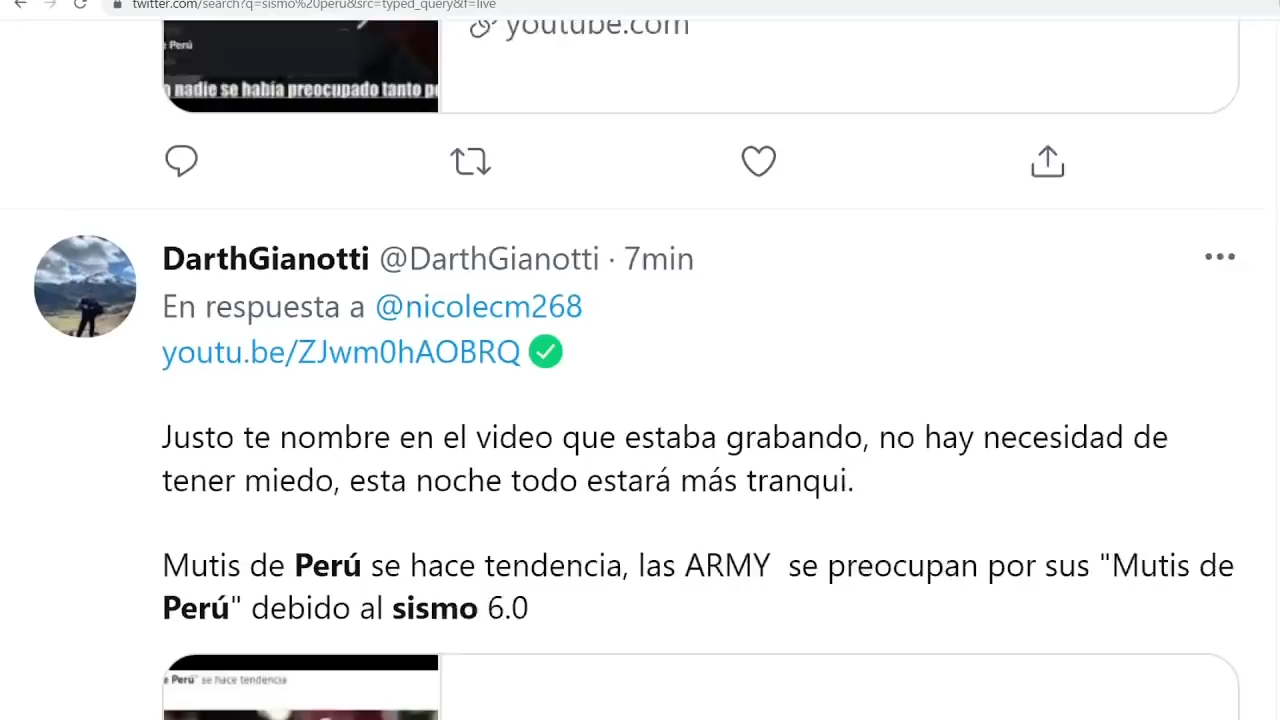 twitter.com/search?q=sismo%20peru&src=typed_query&f=live
youtube.com
Perú
nadie se había preocupado tanto
DarthGianotti @DarthGianotti · 7min
En respuesta a @nicolecm268
youtu.be/ZJwm0hAOBRQ
Justo te nombre en el video que estaba grabando, no hay necesidad de
tener miedo, esta noche todo estará más tranqui.
Mutis de Perú se hace tendencia, las ARMY se preocupan por sus "Mutis de
Perú" debido al sismo 6.0
Perú" se hace tendencia